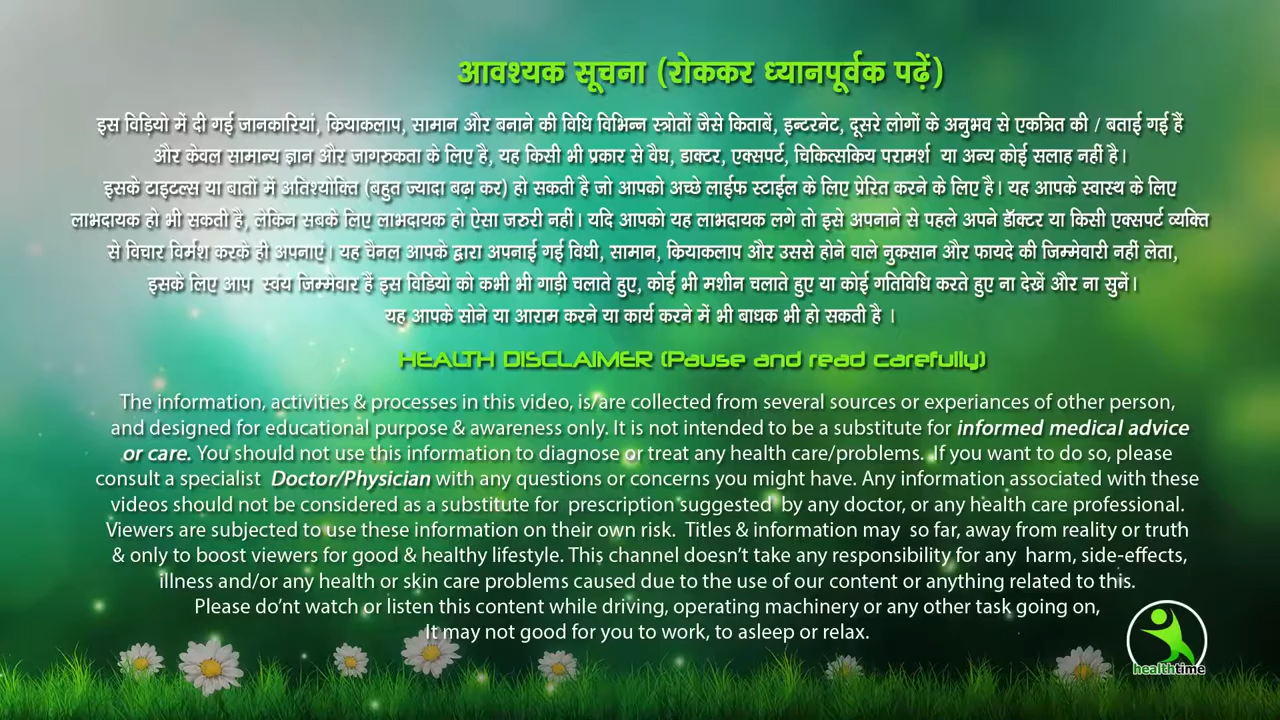 आवश्यक सूचना (रोककर ध्यानपूर्वक पढ़ें)
इस विड़ियो में दी गई जानकारियां, कियाकलाप, सामान और बनाने की विधि विभिन्न स्त्रोतों जैसे किताबें, इन्टरनेट, दूसरे लोगों के अनुभव से एकत्रित की / बताई गई हैं
और केवल सामान्य ज्ञान और जागरुकता के लिए है, यह किसी भी प्रकार से वैघ, डाक्टर, एक्सपर्ट, चिकित्सकिय परामर्श या अन्य कोई सलाह नहीं है।
इसके टाइटल्स या बातों में अतिश्योक्ति (बहुत ज्यादा बढ़ा कर) हो सकती है जो आपको अच्छे लाईफ स्टाईल के लिए प्रेरित करने के लिए है। यह आपके स्वास्थ के लिए
लाभदायक हो भी सकती है, लेकिन सबके लिए लाभदायक हो ऐसा जरुरी नहीं। यदि आपको यह लाभदायक लगे तो इसे अपनाने से पहले अपने डॉक्टर या किसी एक्सपर्ट व्यक्ति
से विचार विर्मश करके ही अपनाएं। यह चैनल आपके द्वारा अपनाई गई विधी, सामान, कियाकलाप और उससे होने वाले नुकसान और फायदे की जिम्मेवारी नहीं लेता,
इसके लिए आप स्वंय जिम्मेवार हैं इस विडियो को कभी भी गाड़ी चलाते हुए, कोई भी मशीन चलाते हुए या कोई गतिविधि करते हुए ना देखें और ना सुनें।
यह आपके सोने या आराम करने या कार्य करने में भी बाधक भी हो सकती है ।
HEALTH DISCLAIMER (Pause and read carefully)
The information, activities & processes in this video, is/are collected from several sources or experiances of other person,
and designed for educational purpose & awareness only. It is not intended to be a substitute for informed medical advice
or care. You should not use this information to diagnose or treat any health care/problems. If you want to do so, please
consult a specialist Doctor/Physician with any questions or concerns you might have. Any information associated with these
videos should not be considered as a substitute for prescription suggested by any doctor, or any health care professional.
Viewers are subjected to use these information on their own risk. Titles & information may so far, away from reality or truth
& only to boost viewers for good & healthy lifestyle. This channel doesn't take any responsibility for any harm, side-effects,
illness and/or any health or skin care problems caused due to the use of our content or anything related to this.
Please do'nt watch or listen this content while driving, operating machinery or any other task going on,
It may not good for you to work, to asleep or relax.
healthtime